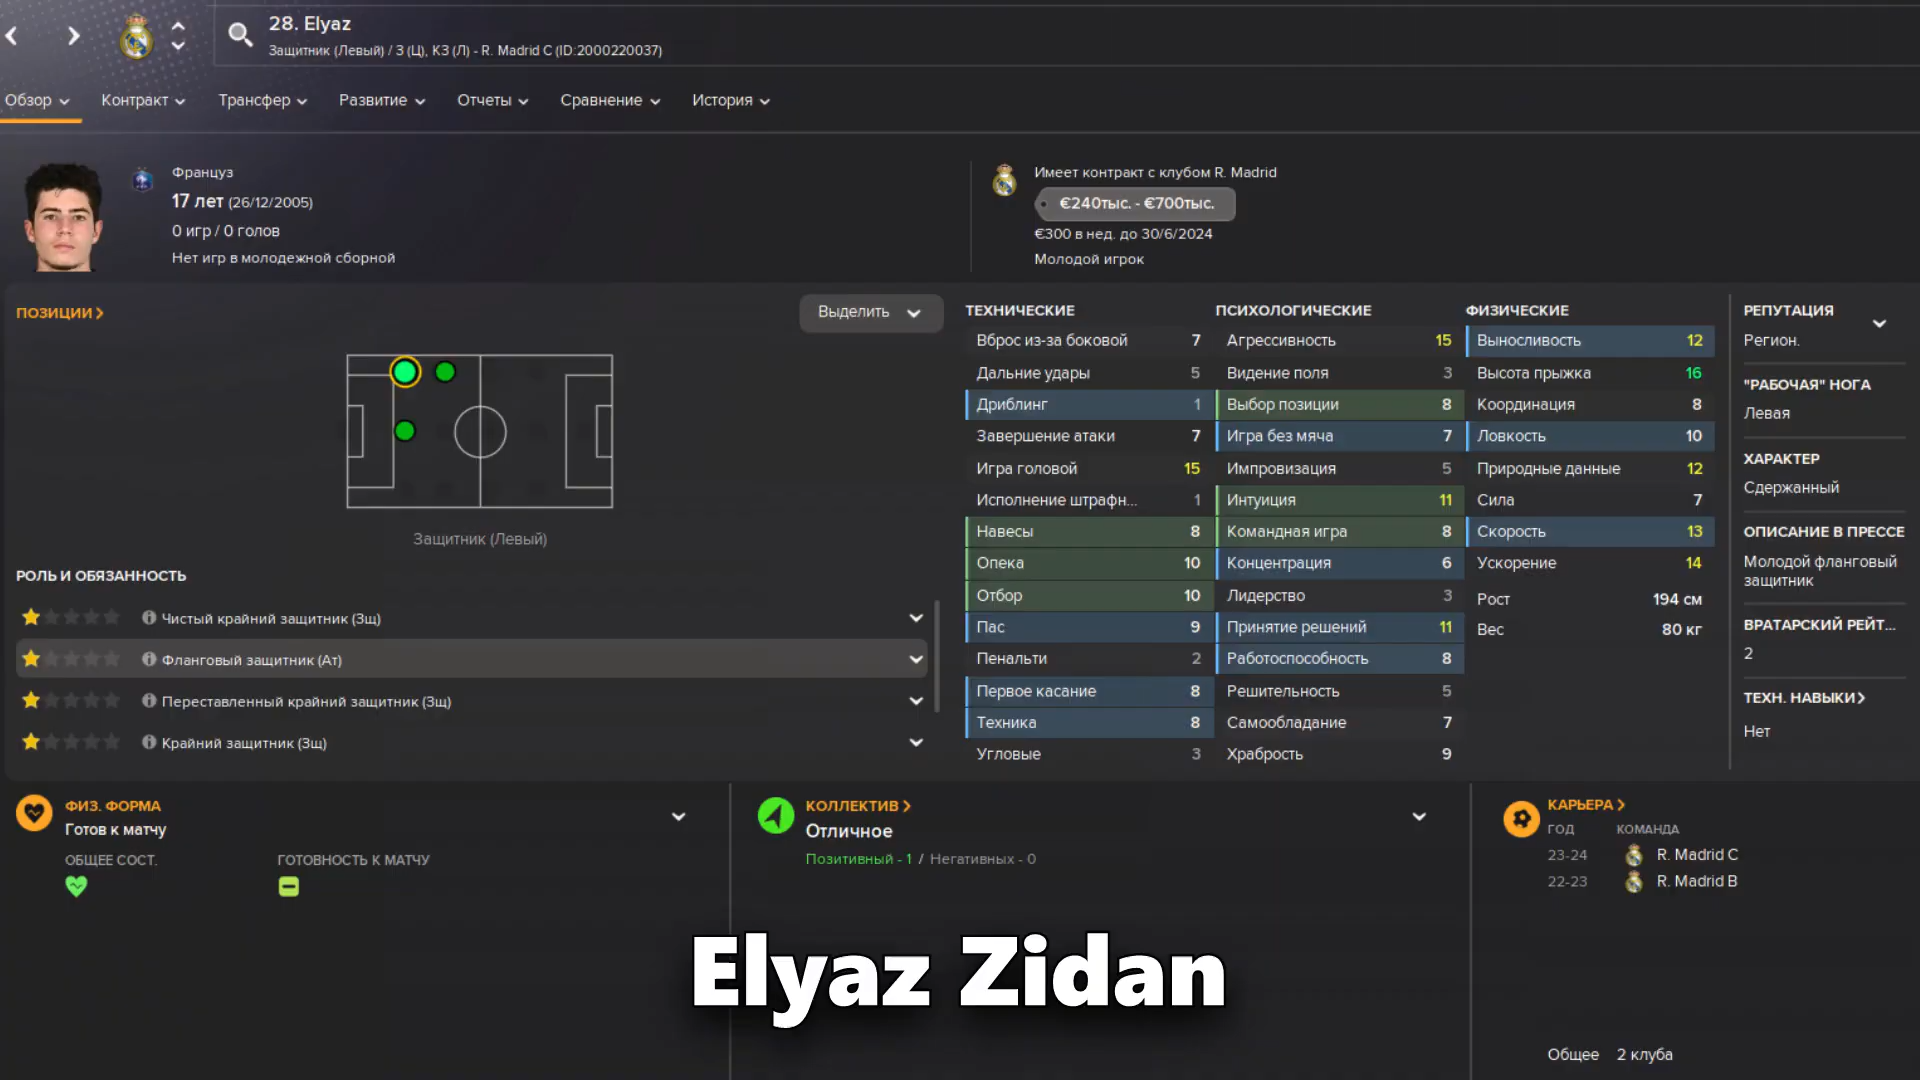 28. Elyaz
Защитник (Левый) / З (Ц), КЗ (Л) - R. Madrid C (ID:2000220037)
Обзор
Контракт
Трансфер
Развитие
Отчеты
Сравнение
История
Француз
17 лет (26/12/2005)
0 игр / 0 голов
Нет игр в молодежной сборной
Имеет контракт с клубом R. Madrid
€240тыс. - €700тыс.
€300 в нед. до 30/6/2024
Молодой игрок
ПОЗИЦИИ
Выделить
Защитник (Левый)
РОЛЬ И ОБЯЗАННОСТЬ
Чистый крайний защитник (Зщ)
Фланговый защитник (Ат)
Переставленный крайний защитник (Зщ)
Крайний защитник (Зщ)
ТЕХНИЧЕСКИЕ
Вброс из-за боковой 7
Дальние удары 5
Дриблинг 1
Завершение атаки 7
Игра головой 15
Исполнение штрафн... 1
Навесы 8
Опека 10
Отбор 10
Пас 9
Пенальти 2
Первое касание 8
Техника 8
Угловые 3
ПСИХОЛОГИЧЕСКИЕ
Агрессивность 15
Видение поля 3
Выбор позиции 8
Игра без мяча 7
Импровизация 5
Интуиция 11
Командная игра 8
Концентрация 6
Лидерство 3
Принятие решений 11
Работоспособность 8
Решительность 5
Самообладание 7
Храбрость 9
ФИЗИЧЕСКИЕ
Выносливость 12
Высота прыжка 16
Координация 8
Ловкость 10
Природные данные 12
Сила 7
Скорость 13
Ускорение 14
Рост 194 см
Вес 80 кг
РЕПУТАЦИЯ
Регион.
"РАБОЧАЯ" НОГА
Левая
ХАРАКТЕР
Сдержанный
ОПИСАНИЕ В ПРЕССЕ
Молодой фланговый
защитник
ВРАТАРСКИЙ РЕЙТ...
2
ТЕХН. НАВЫКИ
Нет
ФИЗ. ФОРМА
Готов к матчу
ОБЩЕЕ СОСТ.
ГОТОВНОСТЬ К МАТЧУ
КОЛЛЕКТИВ
Отличное
Позитивный - 1 / Негативных - 0
КАРЬЕРА
ГОД КОМАНДА
23-24 R. Madrid C
22-23 R. Madrid B
Общее 2 клуба
Elyaz Zidan